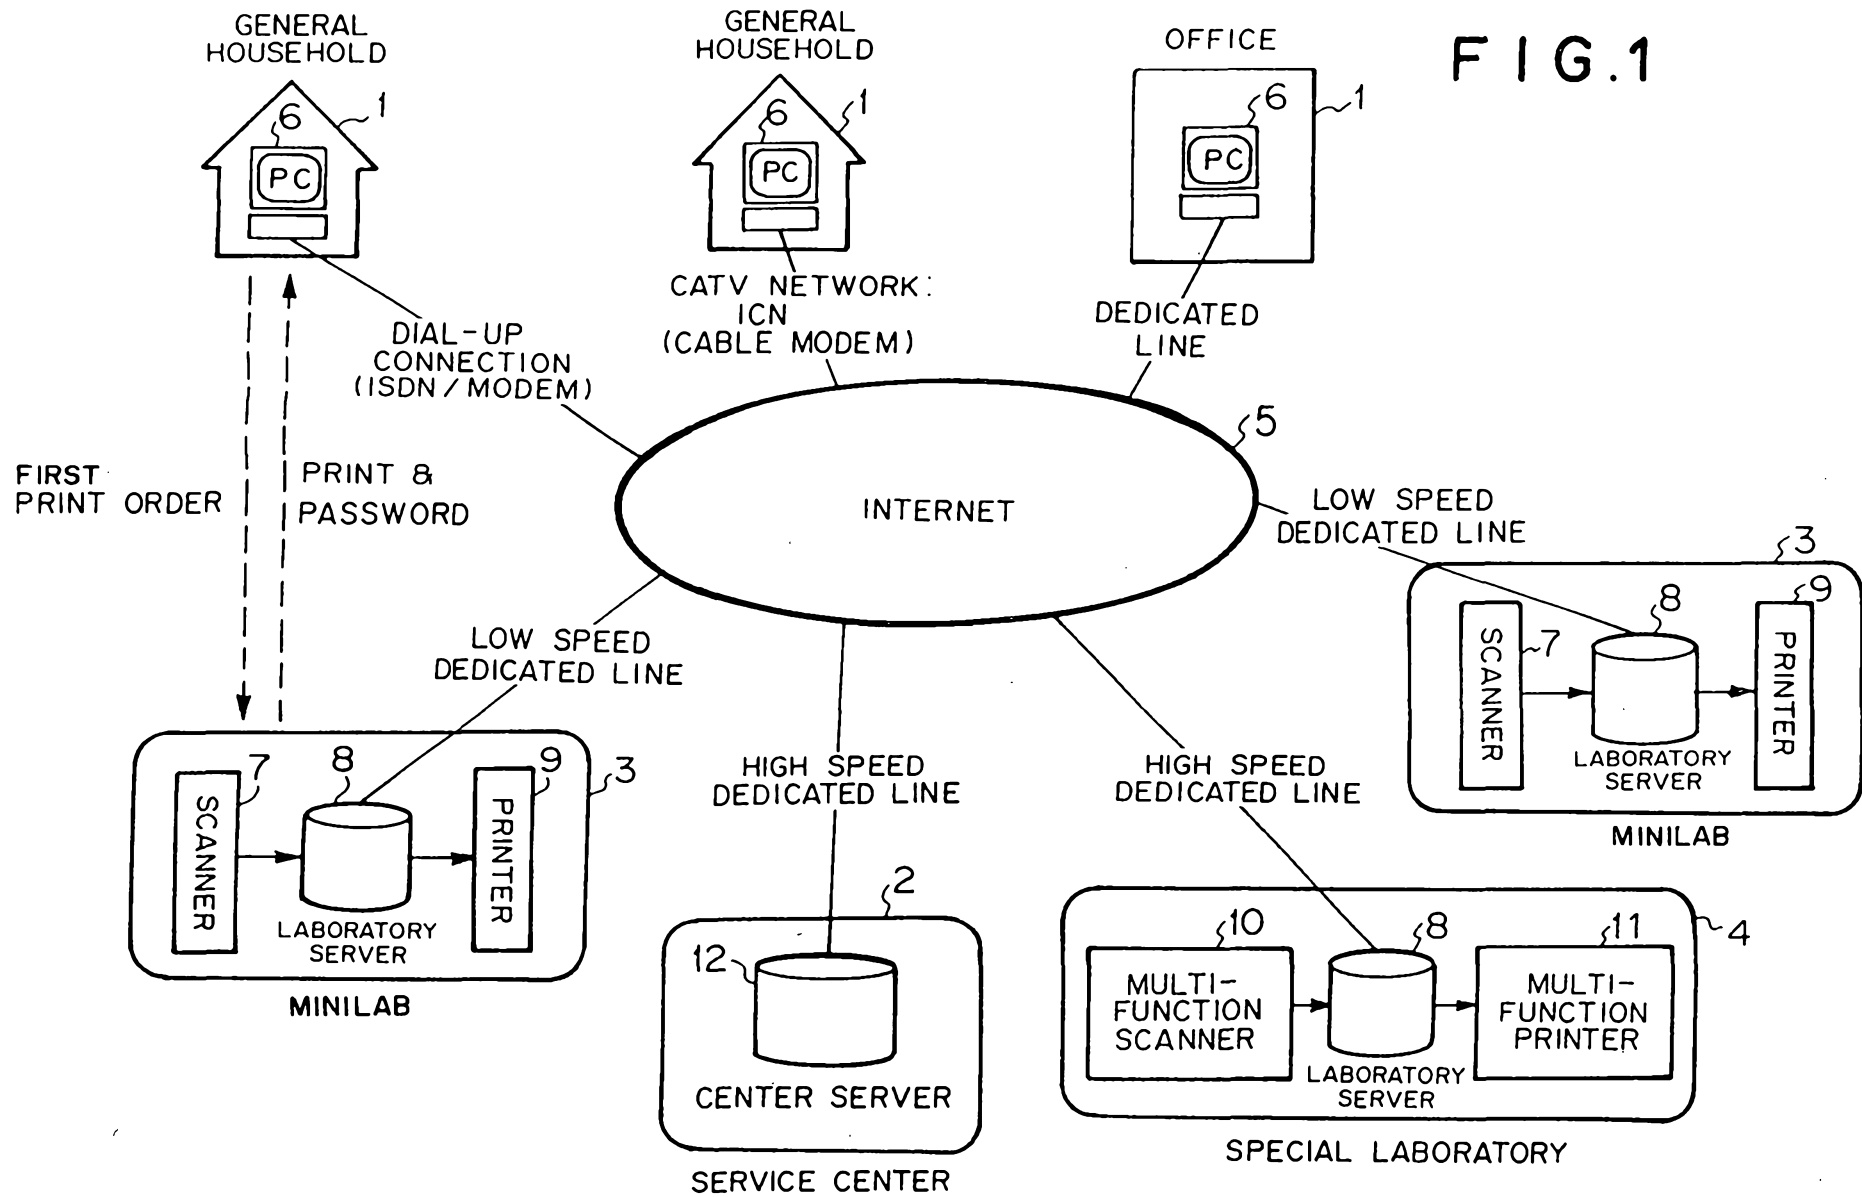 FIG.1
GENERAL
HOUSEHOLD
1
6
PC
GENERAL
HOUSEHOLD
1
6
PC
OFFICE
1
6
PC
DIAL-UP
CONNECTION
(ISDN/MODEM)
CATV NETWORK:
ICN
(CABLE MODEM)
DEDICATED
LINE
FIRST
PRINT ORDER
PRINT &
PASSWORD
INTERNET
5
LOW SPEED
DEDICATED LINE
3
SCANNER
7
8
LABORATORY
SERVER
9
PRINTER
MINILAB
LOW SPEED
DEDICATED LINE
3
SCANNER
7
8
LABORATORY
SERVER
9
PRINTER
MINILAB
HIGH SPEED
DEDICATED LINE
2
12
CENTER SERVER
SERVICE CENTER
HIGH SPEED
DEDICATED LINE
4
10
MULTI-
FUNCTION
SCANNER
8
LABORATORY
SERVER
11
MULTI-
FUNCTION
PRINTER
SPECIAL LABORATORY